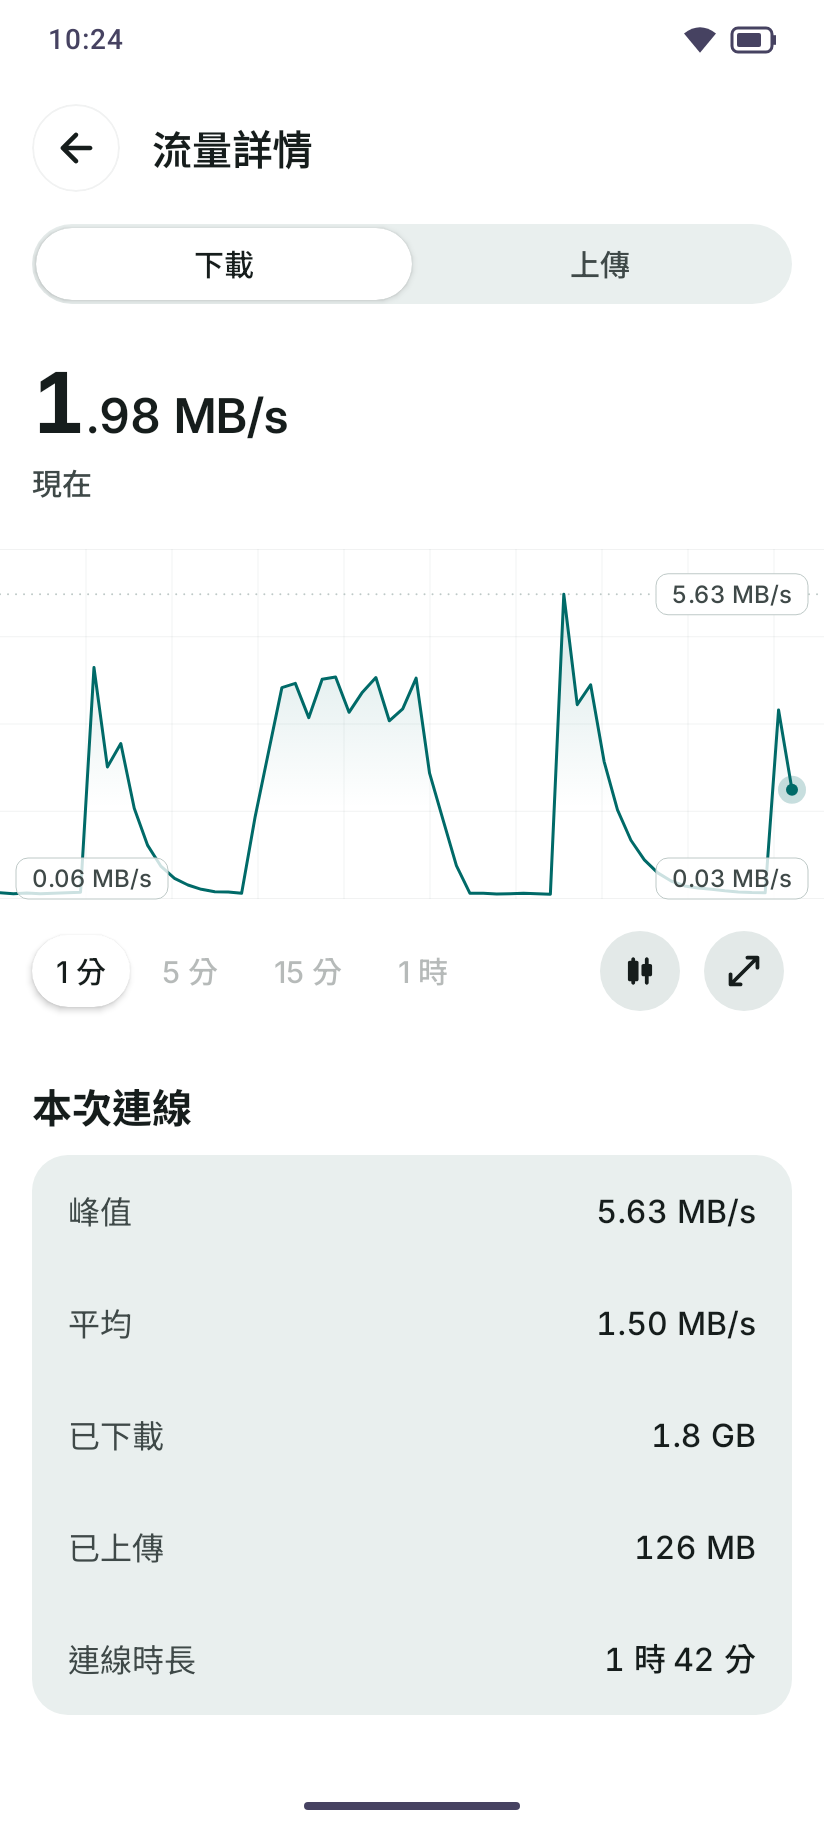 10:24
流量詳情
下載
上傳
1.98 MB/s
現在
5.63 MB/s
0.06 MB/s
0.03 MB/s
1 分
5 分
15 分
1 時
本次連線
峰值
5.63 MB/s
平均
1.50 MB/s
已下載
1.8 GB
已上傳
126 MB
連線時長
1 時 42 分